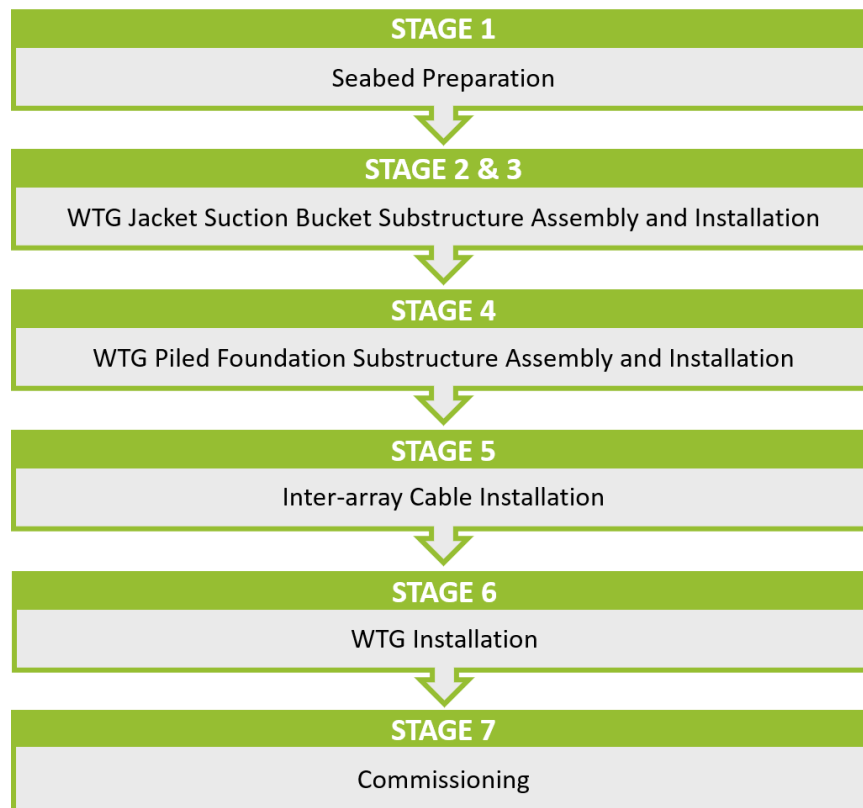 STAGE 1
Seabed Preparation
STAGE 2 & 3
WTG Jacket Suction Bucket Substructure Assembly and Installation
STAGE 4
WTG Piled Foundation Substructure Assembly and Installation
STAGE 5
Inter-array Cable Installation
STAGE 6
WTG Installation
STAGE 7
Commissioning